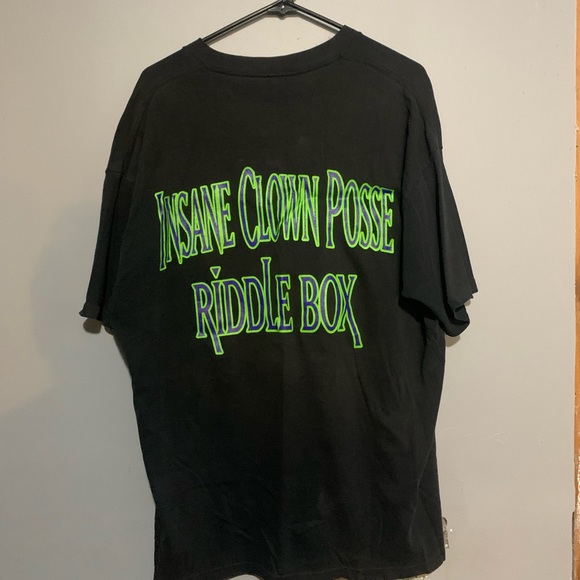 INSANE CLOWN POSSE
RIDDLE BOX